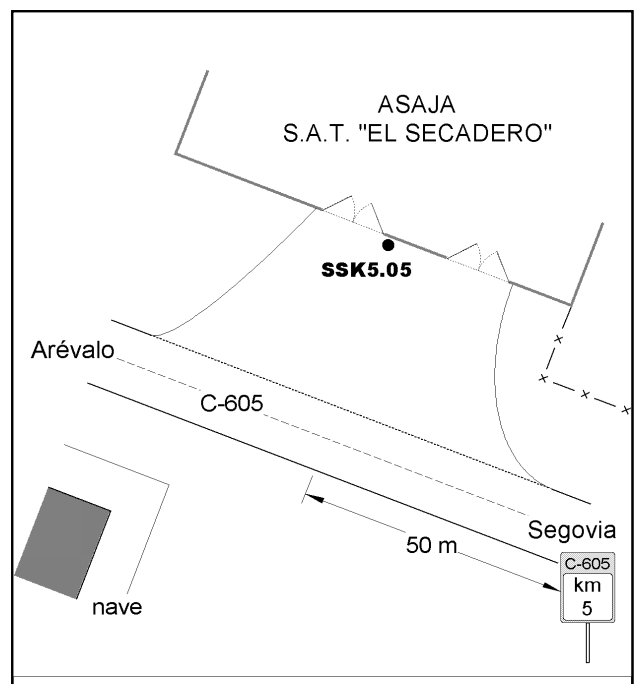 ASAJA
S.A.T. "EL SECADERO"
SSK5.05
Arévalo
C-605
Segovia
50 m
C-605
km
5
nave